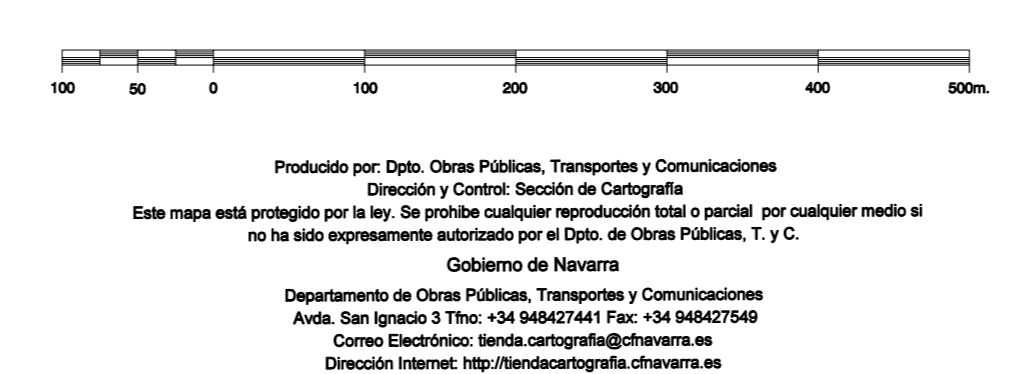 100 50 0 100 200 300 400 500m.
Producido por: Dpto. Obras Públicas, Transportes y Comunicaciones
Dirección y Control: Sección de Cartografía
Este mapa está protegido por la ley. Se prohibe cualquier reproducción total o parcial por cualquier medio si
no ha sido expresamente autorizado por el Dpto. de Obras Públicas, T. y C.
Gobierno de Navarra
Departamento de Obras Públicas, Transportes y Comunicaciones
Avda. San Ignacio 3 Tfno: +34 948427441 Fax: +34 948427549
Correo Electrónico: tienda.cartografia@cfnavarra.es
Dirección Internet: http://tiendacartografia.cfnavarra.es